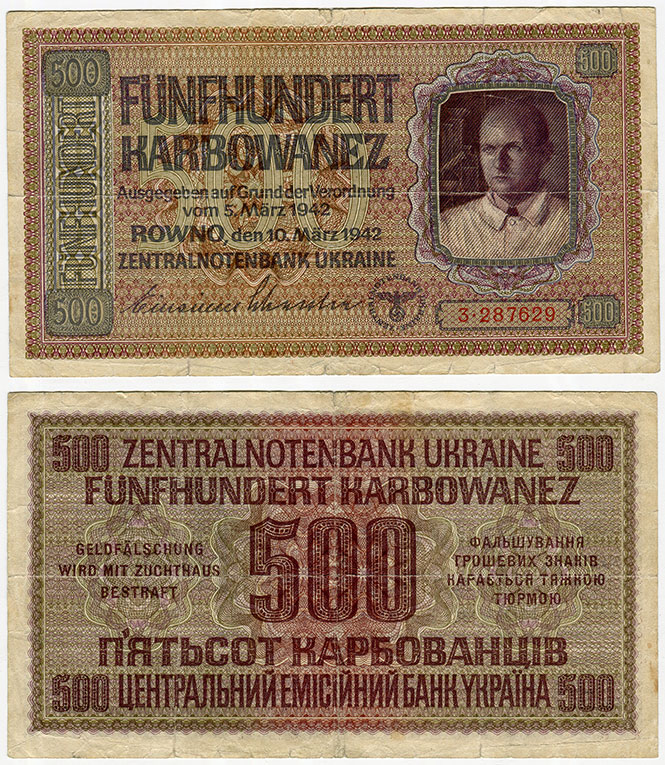 500
500
FÜNFHUNDERT
FÜNFHUNDERT
KARBOWANEZ
500
Ausgegeben auf Grund der Verordnung
vom 5. März 1942
ROWNO, den 10. März 1942
ZENTRALNOTENBANK UKRAINE
500
3·287629
500
500 ZENTRALNOTENBANK UKRAINE 500
FÜNFHUNDERT KARBOWANEZ
GELDFÄLSCHUNG
WIRD MIT ZUCHTHAUS
BESTRAFT
500
ФАЛЬШУВАННЯ
ГРОШЕВИХ ЗНАКІВ
КАРАЄТЬСЯ ТЯЖКОЮ
ТЮРМОЮ
П'ЯТЬСОТ КАРБОВАНЦІВ
500 ЦЕНТРАЛЬНИЙ ЕМІСІЙНИЙ БАНК УКРАЇНА 500